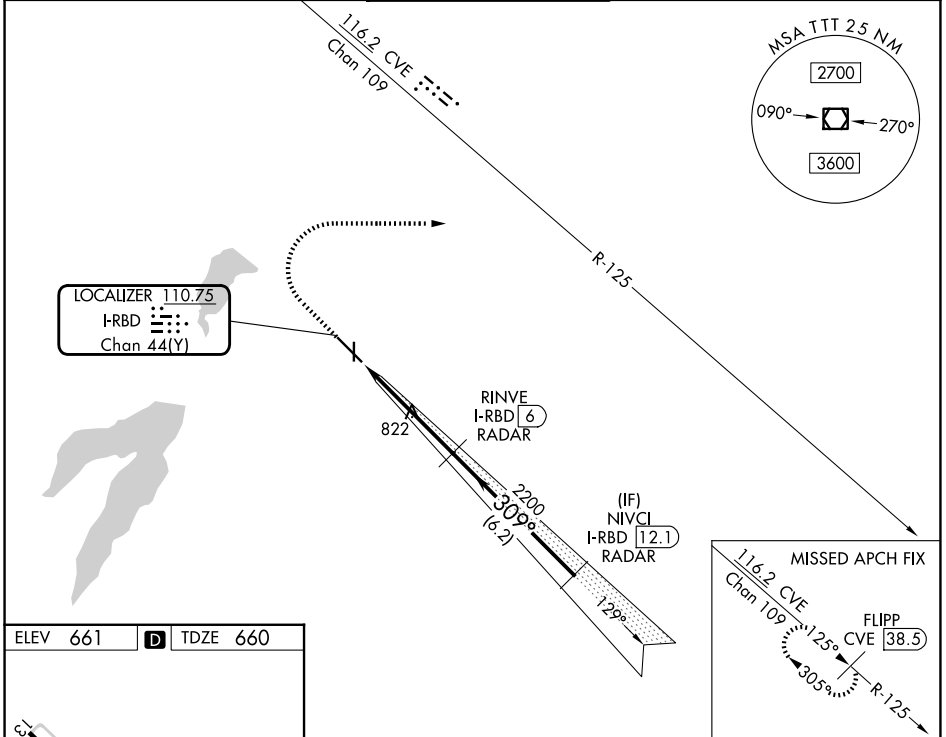 116.2 CVE
Chan 109
MSA TTT 25 NM
2700
090°
270°
3600
R-125
LOCALIZER 110.75
I-RBD
Chan 44(Y)
822
RINVE
I-RBD 6
RADAR
2200
309°
(6.2)
(IF)
NIVCI
I-RBD 12.1
RADAR
129°
MISSED APCH FIX
116.2 CVE
Chan 109
FLIPP
CVE 38.5
125°
305°
R-125
ELEV 661 D TDZE 660
13